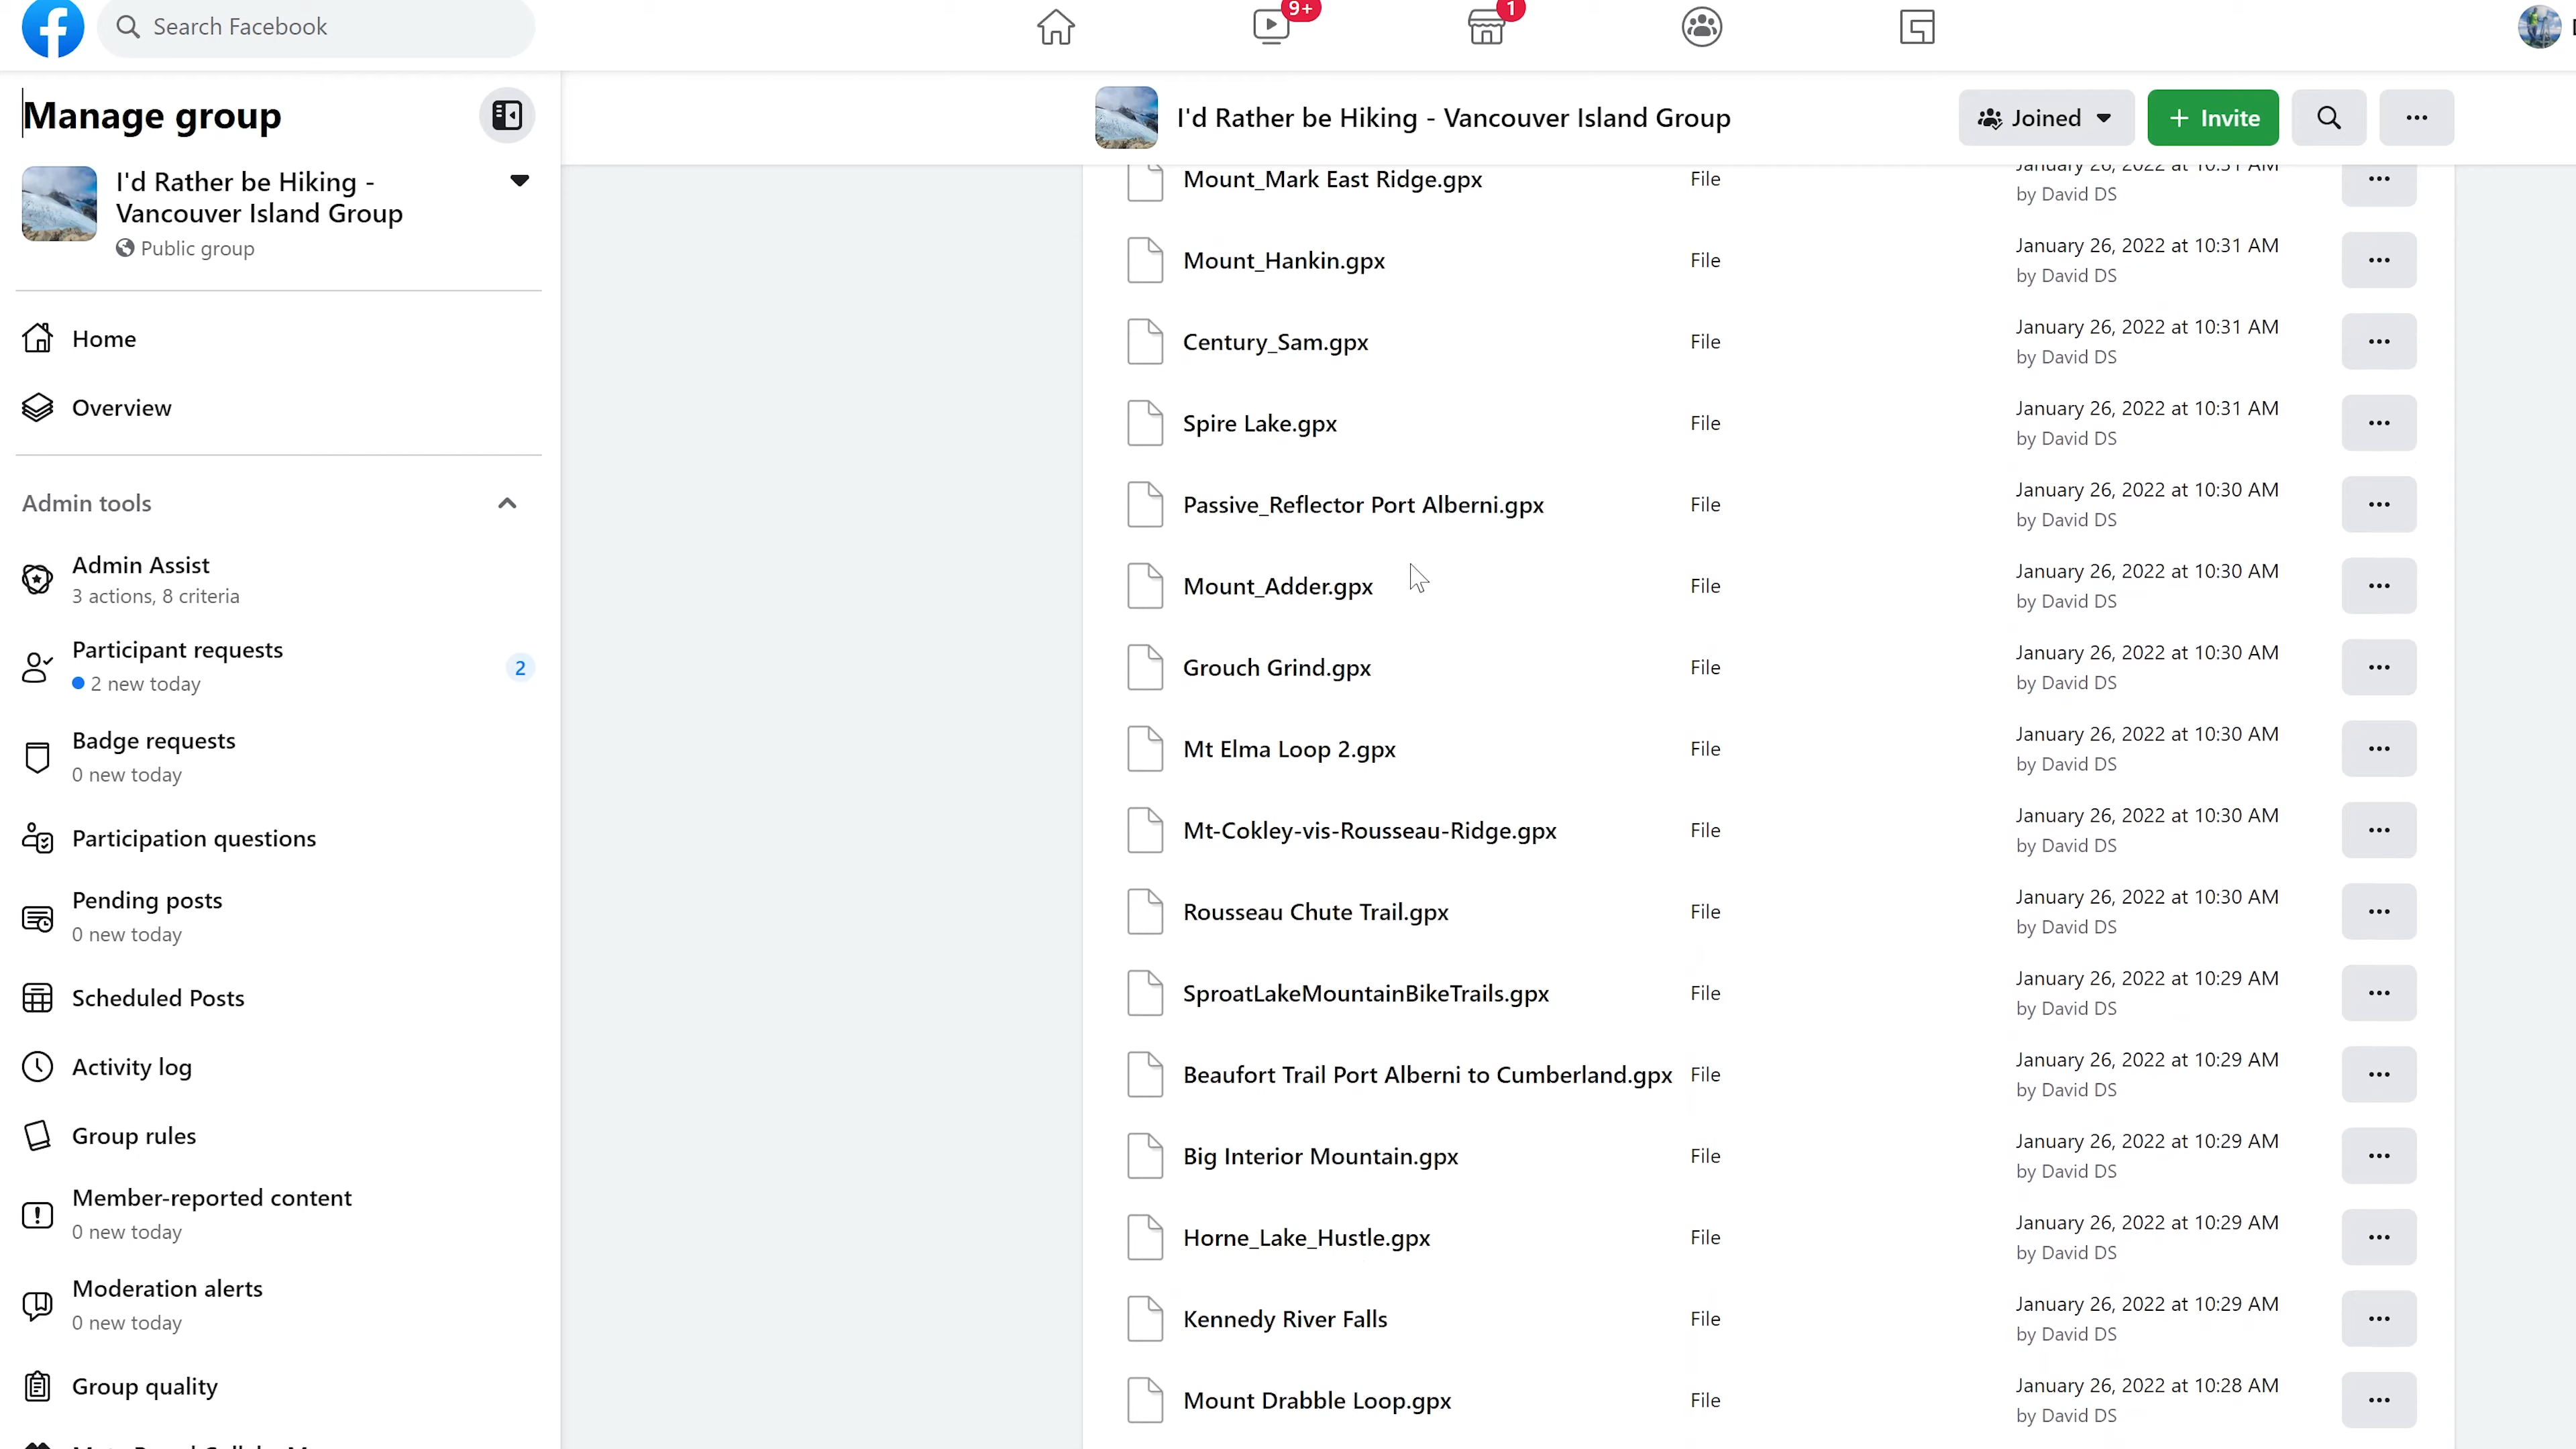 Search Facebook
9+
1
Manage group
I'd Rather be Hiking -
Vancouver Island Group
Public group
Home
Overview
Admin tools
Admin Assist
3 actions, 8 criteria
Participant requests
2 new today
2
Badge requests
0 new today
Participation questions
Pending posts
0 new today
Scheduled Posts
Activity log
Group rules
Member-reported content
0 new today
Moderation alerts
0 new today
Group quality
I'd Rather be Hiking - Vancouver Island Group
Joined
+ Invite
Mount_Mark East Ridge.gpx File January 26, 2022 at 10:31 AM
by David DS
Mount_Hankin.gpx File January 26, 2022 at 10:31 AM
by David DS
Century_Sam.gpx File January 26, 2022 at 10:31 AM
by David DS
Spire Lake.gpx File January 26, 2022 at 10:31 AM
by David DS
Passive_Reflector Port Alberni.gpx File January 26, 2022 at 10:30 AM
by David DS
Mount_Adder.gpx File January 26, 2022 at 10:30 AM
by David DS
Grouch Grind.gpx File January 26, 2022 at 10:30 AM
by David DS
Mt Elma Loop 2.gpx File January 26, 2022 at 10:30 AM
by David DS
Mt-Cokley-vis-Rousseau-Ridge.gpx File January 26, 2022 at 10:30 AM
by David DS
Rousseau Chute Trail.gpx File January 26, 2022 at 10:30 AM
by David DS
SproatLakeMountainBikeTrails.gpx File January 26, 2022 at 10:29 AM
by David DS
Beaufort Trail Port Alberni to Cumberland.gpx File January 26, 2022 at 10:29 AM
by David DS
Big Interior Mountain.gpx File January 26, 2022 at 10:29 AM
by David DS
Horne_Lake_Hustle.gpx File January 26, 2022 at 10:29 AM
by David DS
Kennedy River Falls File January 26, 2022 at 10:29 AM
by David DS
Mount Drabble Loop.gpx File January 26, 2022 at 10:28 AM
by David DS